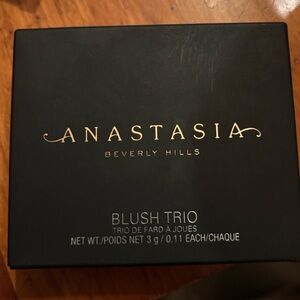 ANASTASIA
BEVERLY HILLS
BLUSH TRIO
TRIO DE FARD A JOUES
NET WT./POIDS NET 3 g / 0.11 EACH/CHAQUE